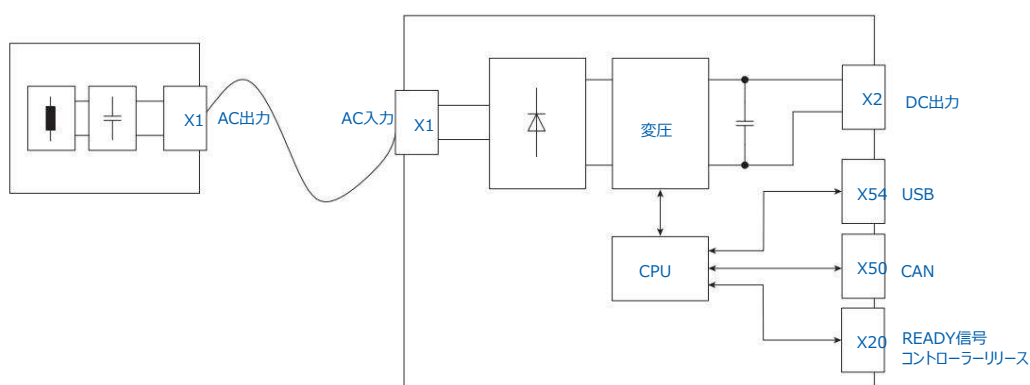 X1
AC出力
AC入力
X1
変圧
X2
DC出力
X54
USB
CPU
X50
CAN
X20
READY信号
コントローラーリリース